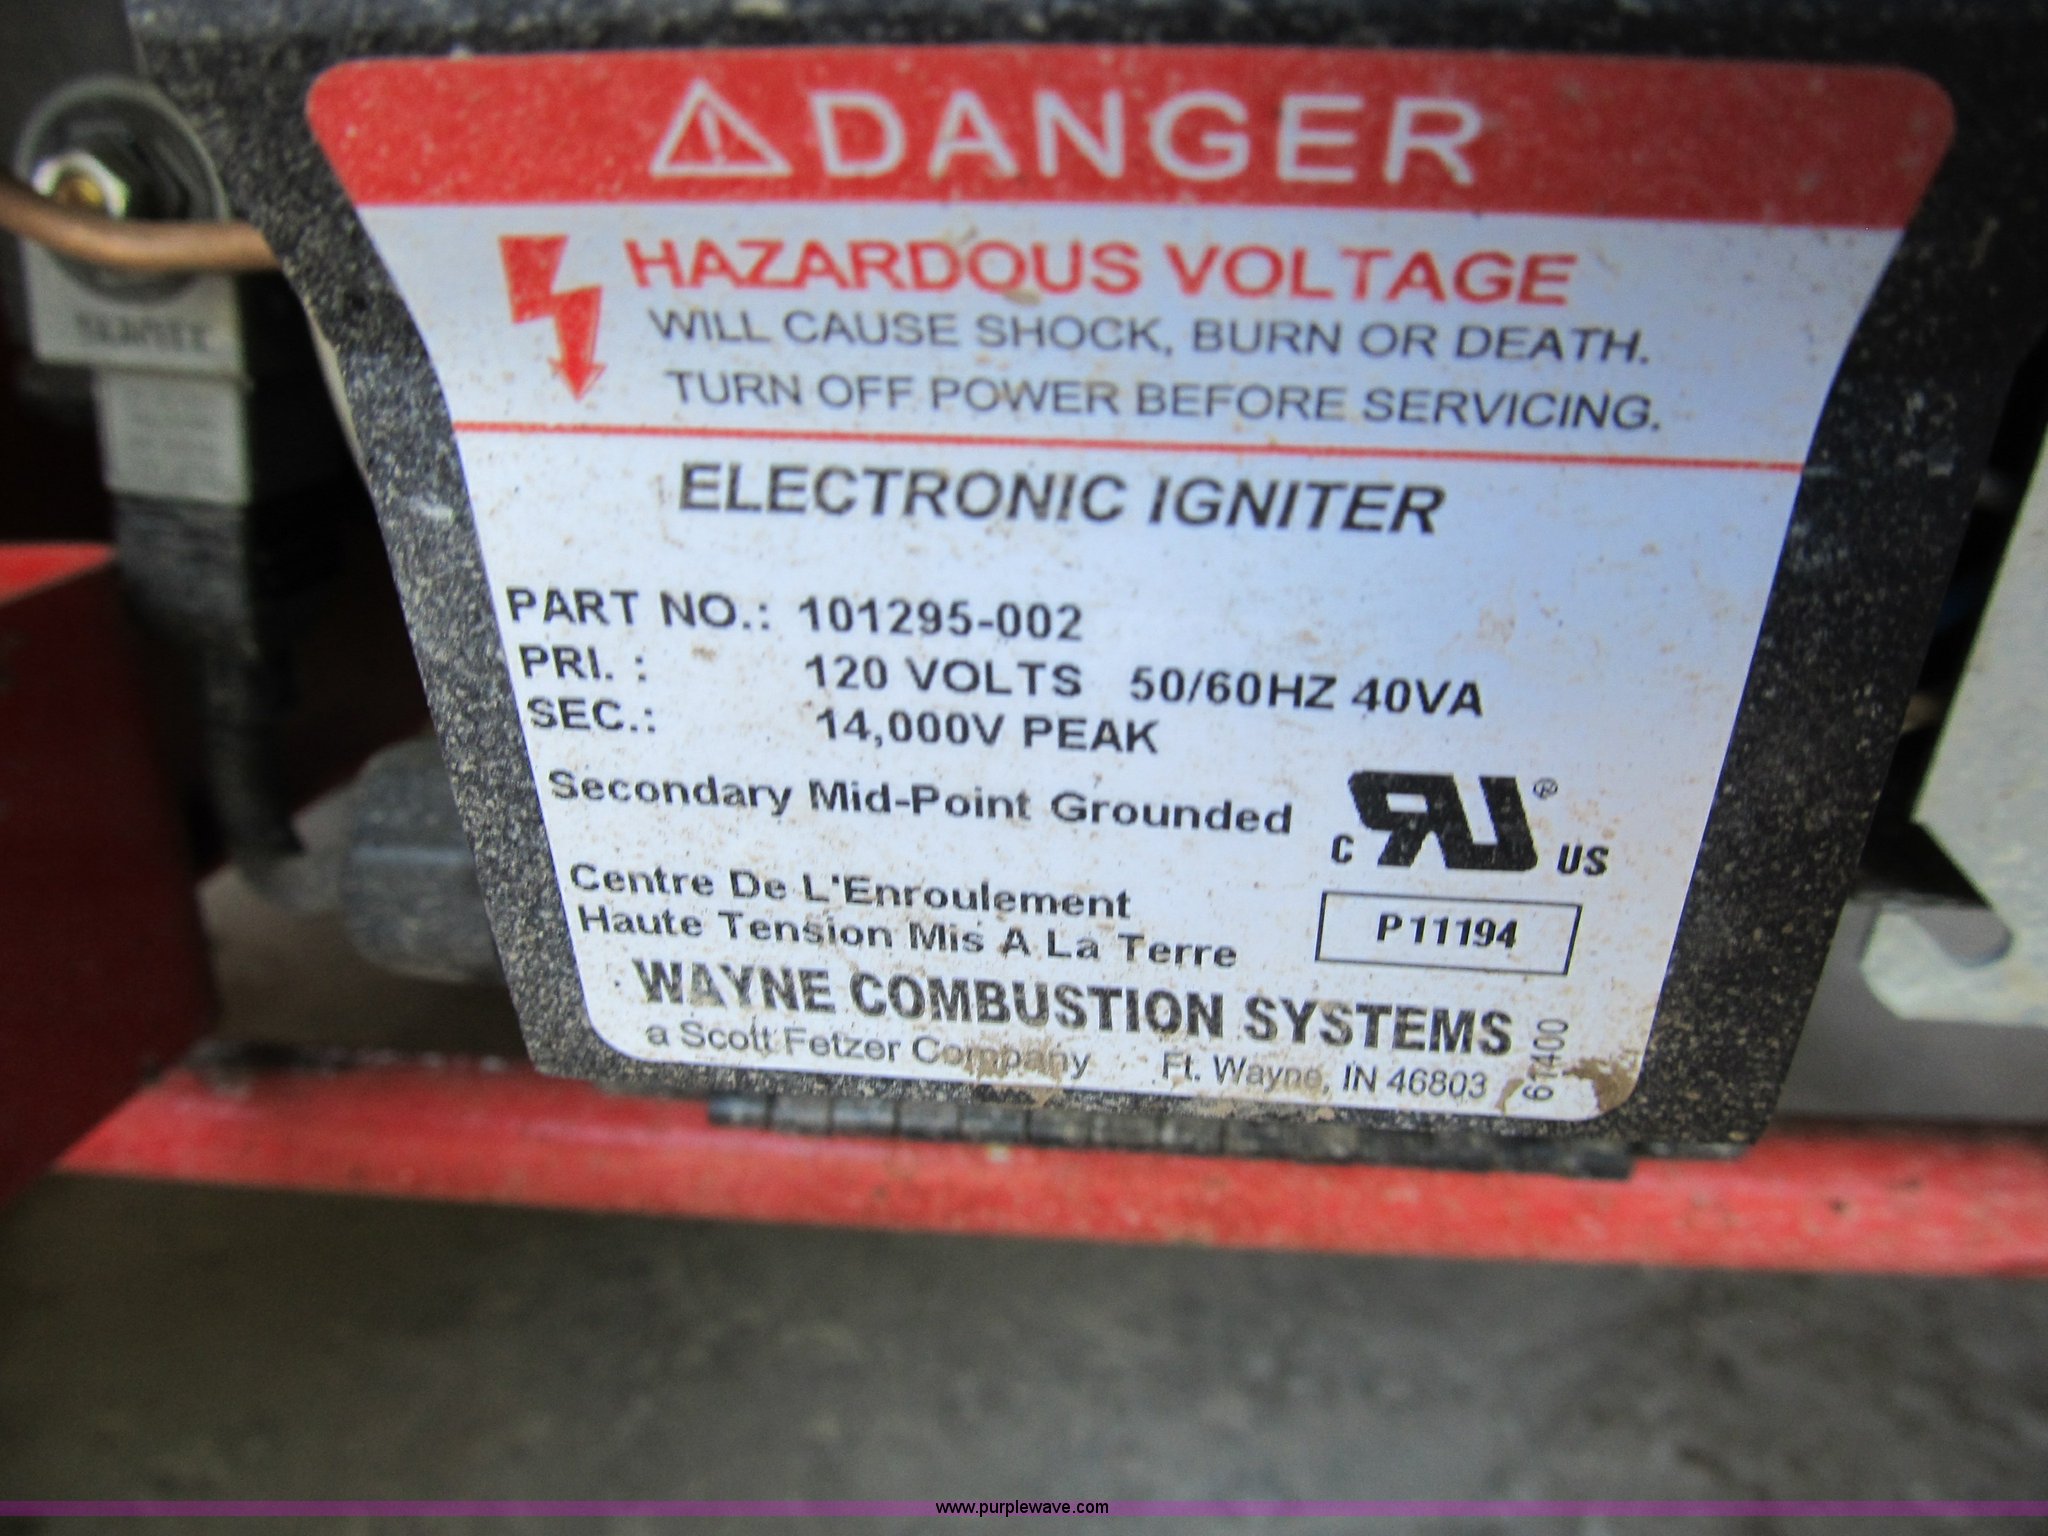 DANGER
HAZARDOUS VOLTAGE
WILL CAUSE SHOCK, BURN OR DEATH.
TURN OFF POWER BEFORE SERVICING.
ELECTRONIC IGNITER
PART NO.: 101295-002
PRI. : 120 VOLTS 50/60HZ 40VA
SEC.: 14,000V PEAK
Secondary Mid-Point Grounded
C RU ® US
Centre De L'Enroulement
Haute Tension Mis A La Terre
P11194
WAYNE COMBUSTION SYSTEMS
a Scott Fetzer Company Ft. Wayne, IN 46803
61400
www.purplewave.com